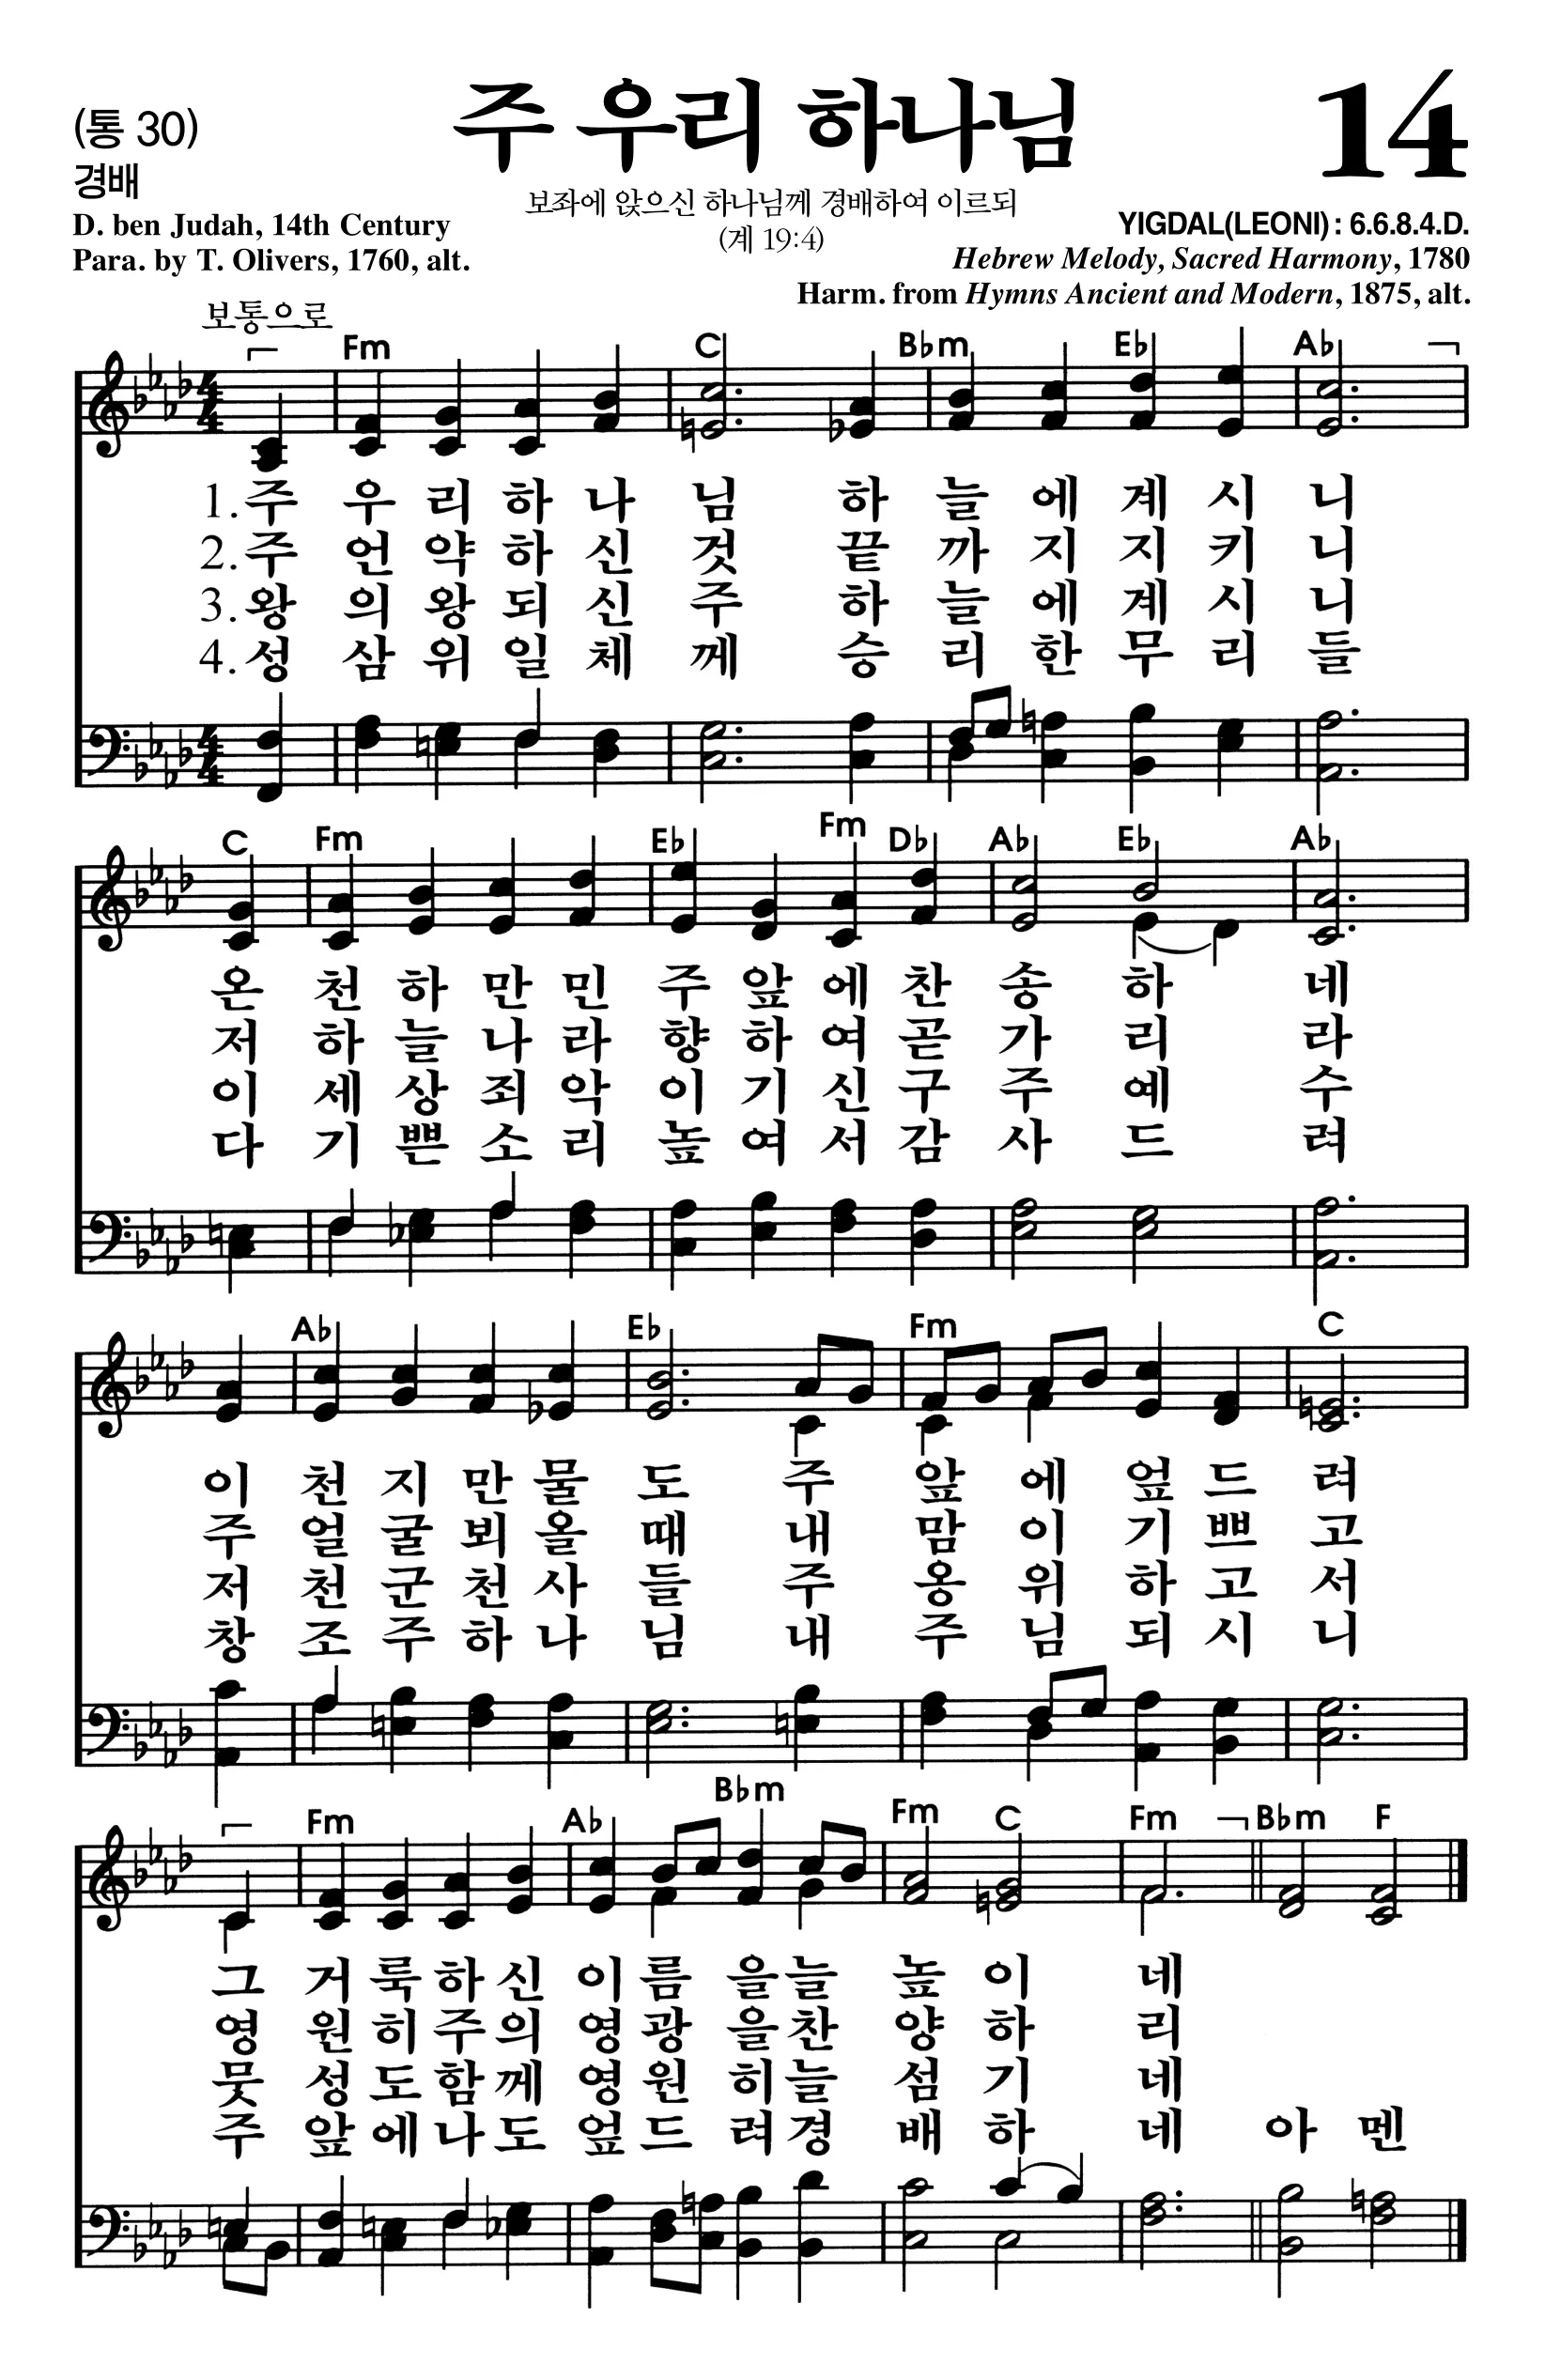 (통 30)
주 우리 하나님
14
경배
보좌에 앉으신 하나님께 경배하여 이르되
(계 19:4)
D. ben Judah, 14th Century
Para. by T. Olivers, 1760, alt.
YIGDAL(LEONI) : 6.6.8.4.D.
Hebrew Melody, Sacred Harmony, 1780
Harm. from Hymns Ancient and Modern, 1875, alt.
보통으로
Fm C B♭m E♭ A♭
1.주 우 리 하 나 님 하 늘 에 계 시 니
2.주 언 약 하 신 것 끝 까 지 지 키 니
3.왕 의 왕 되 신 주 하 늘 에 계 시 니
4.성 삼 위 일 체 께 승 리 한 무 리 들
C Fm E♭ Fm D♭ A♭ E♭ A♭
온 천 하 만 민 주 앞 에 찬 송 하 네
저 하 늘 나 라 향 하 여 곧 가 리 라
이 세 상 죄 악 이 기 신 구 주 예 수
다 기 쁜 소 리 높 여 서 감 사 드 려
A♭ E♭ Fm C
이 천 지 만 물 도 주 앞 에 엎 드 려
주 얼 굴 뵈 올 때 내 맘 이 기 쁘 고
저 천 군 천 사 들 주 옹 위 하 고 서
창 조 주 하 나 님 내 주 님 되 시 니
Fm A♭ B♭m Fm C Fm B♭m F
그 거 룩 하 신 이 름 을 늘 높 이 네
영 원 히 주 의 영 광 을 찬 양 하 리
뭇 성 도 함 께 영 원 히 늘 섬 기 네
주 앞 에 나 도 엎 드 려 경 배 하 네 아 멘